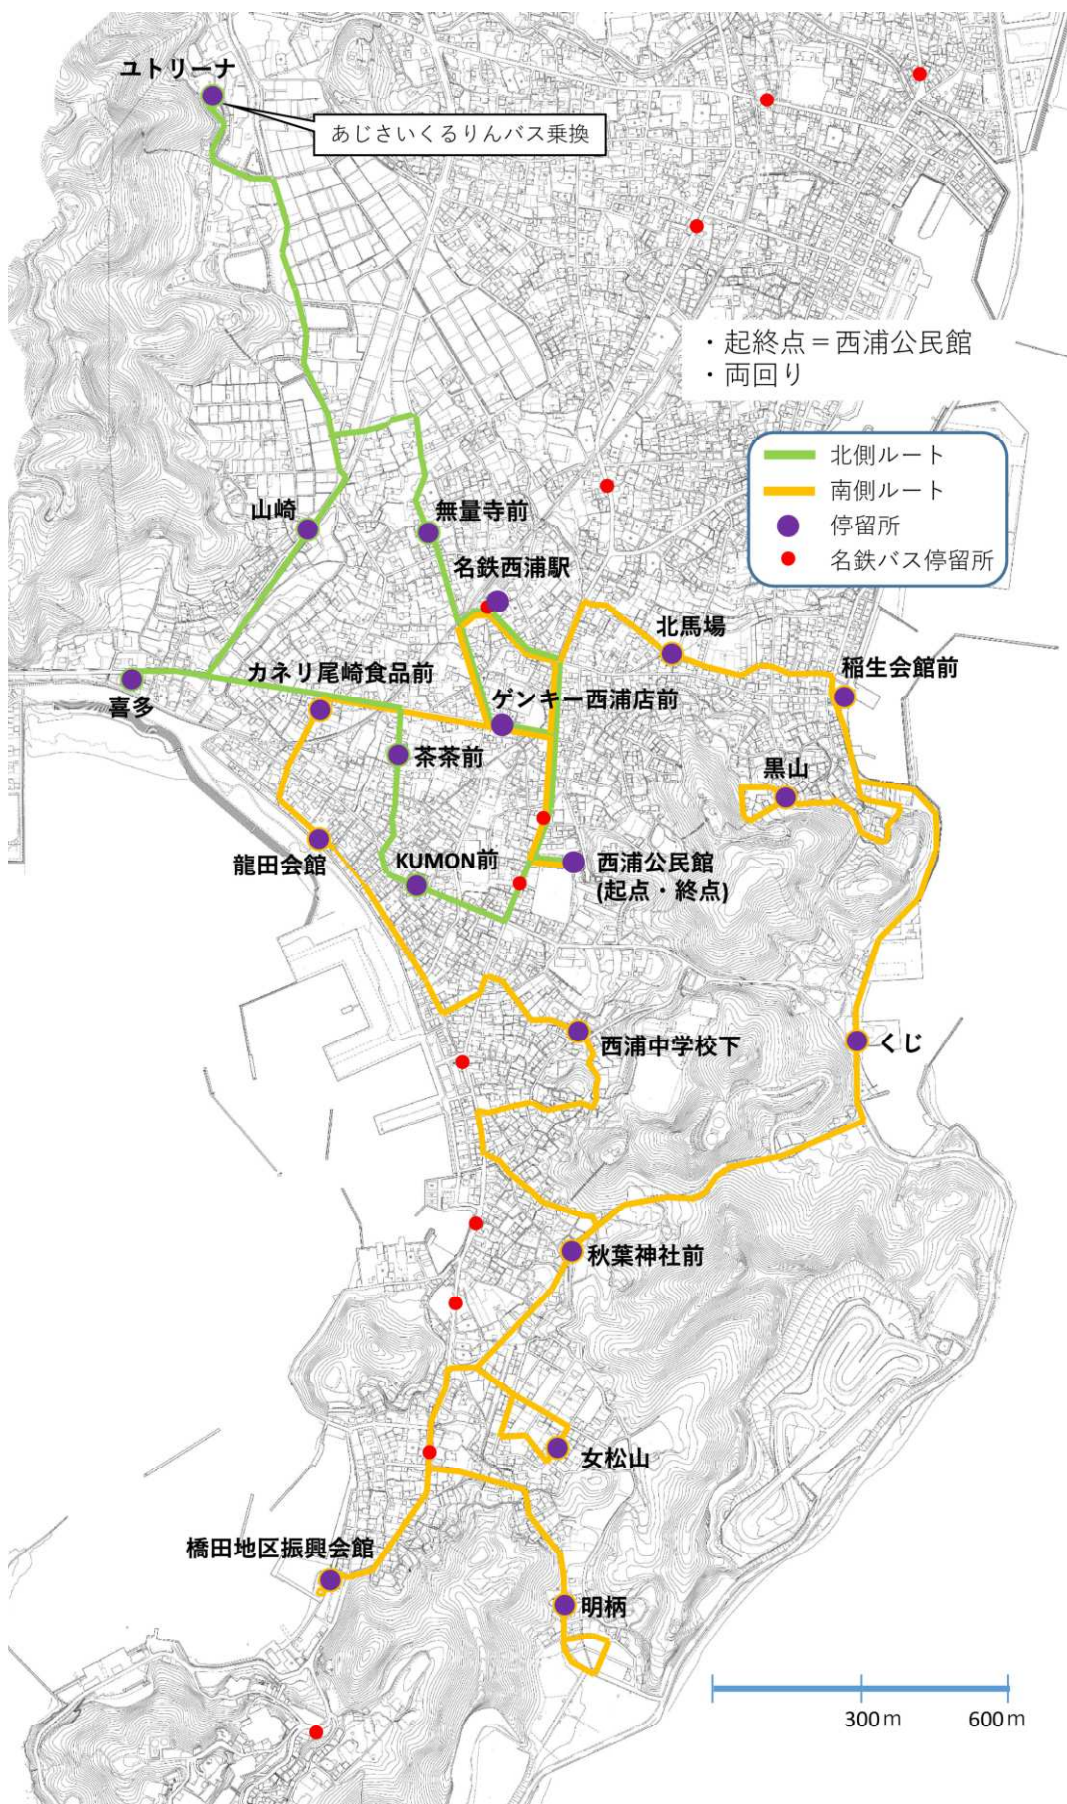 ユトリーナ
あじさいくるりんバス乗換
・起終点＝西浦公民館
・両回り
北側ルート
南側ルート
停留所
名鉄バス停留所
山崎
無量寺前
名鉄西浦駅
北馬場
カネリ尾崎食品前
稲生会館前
喜多
ゲンキー西浦店前
茶茶前
黒山
龍田会館
KUMON前
西浦公民館
(起点・終点)
西浦中学校下
くじ
秋葉神社前
女松山
橋田地区振興会館
明柄
300m
600m